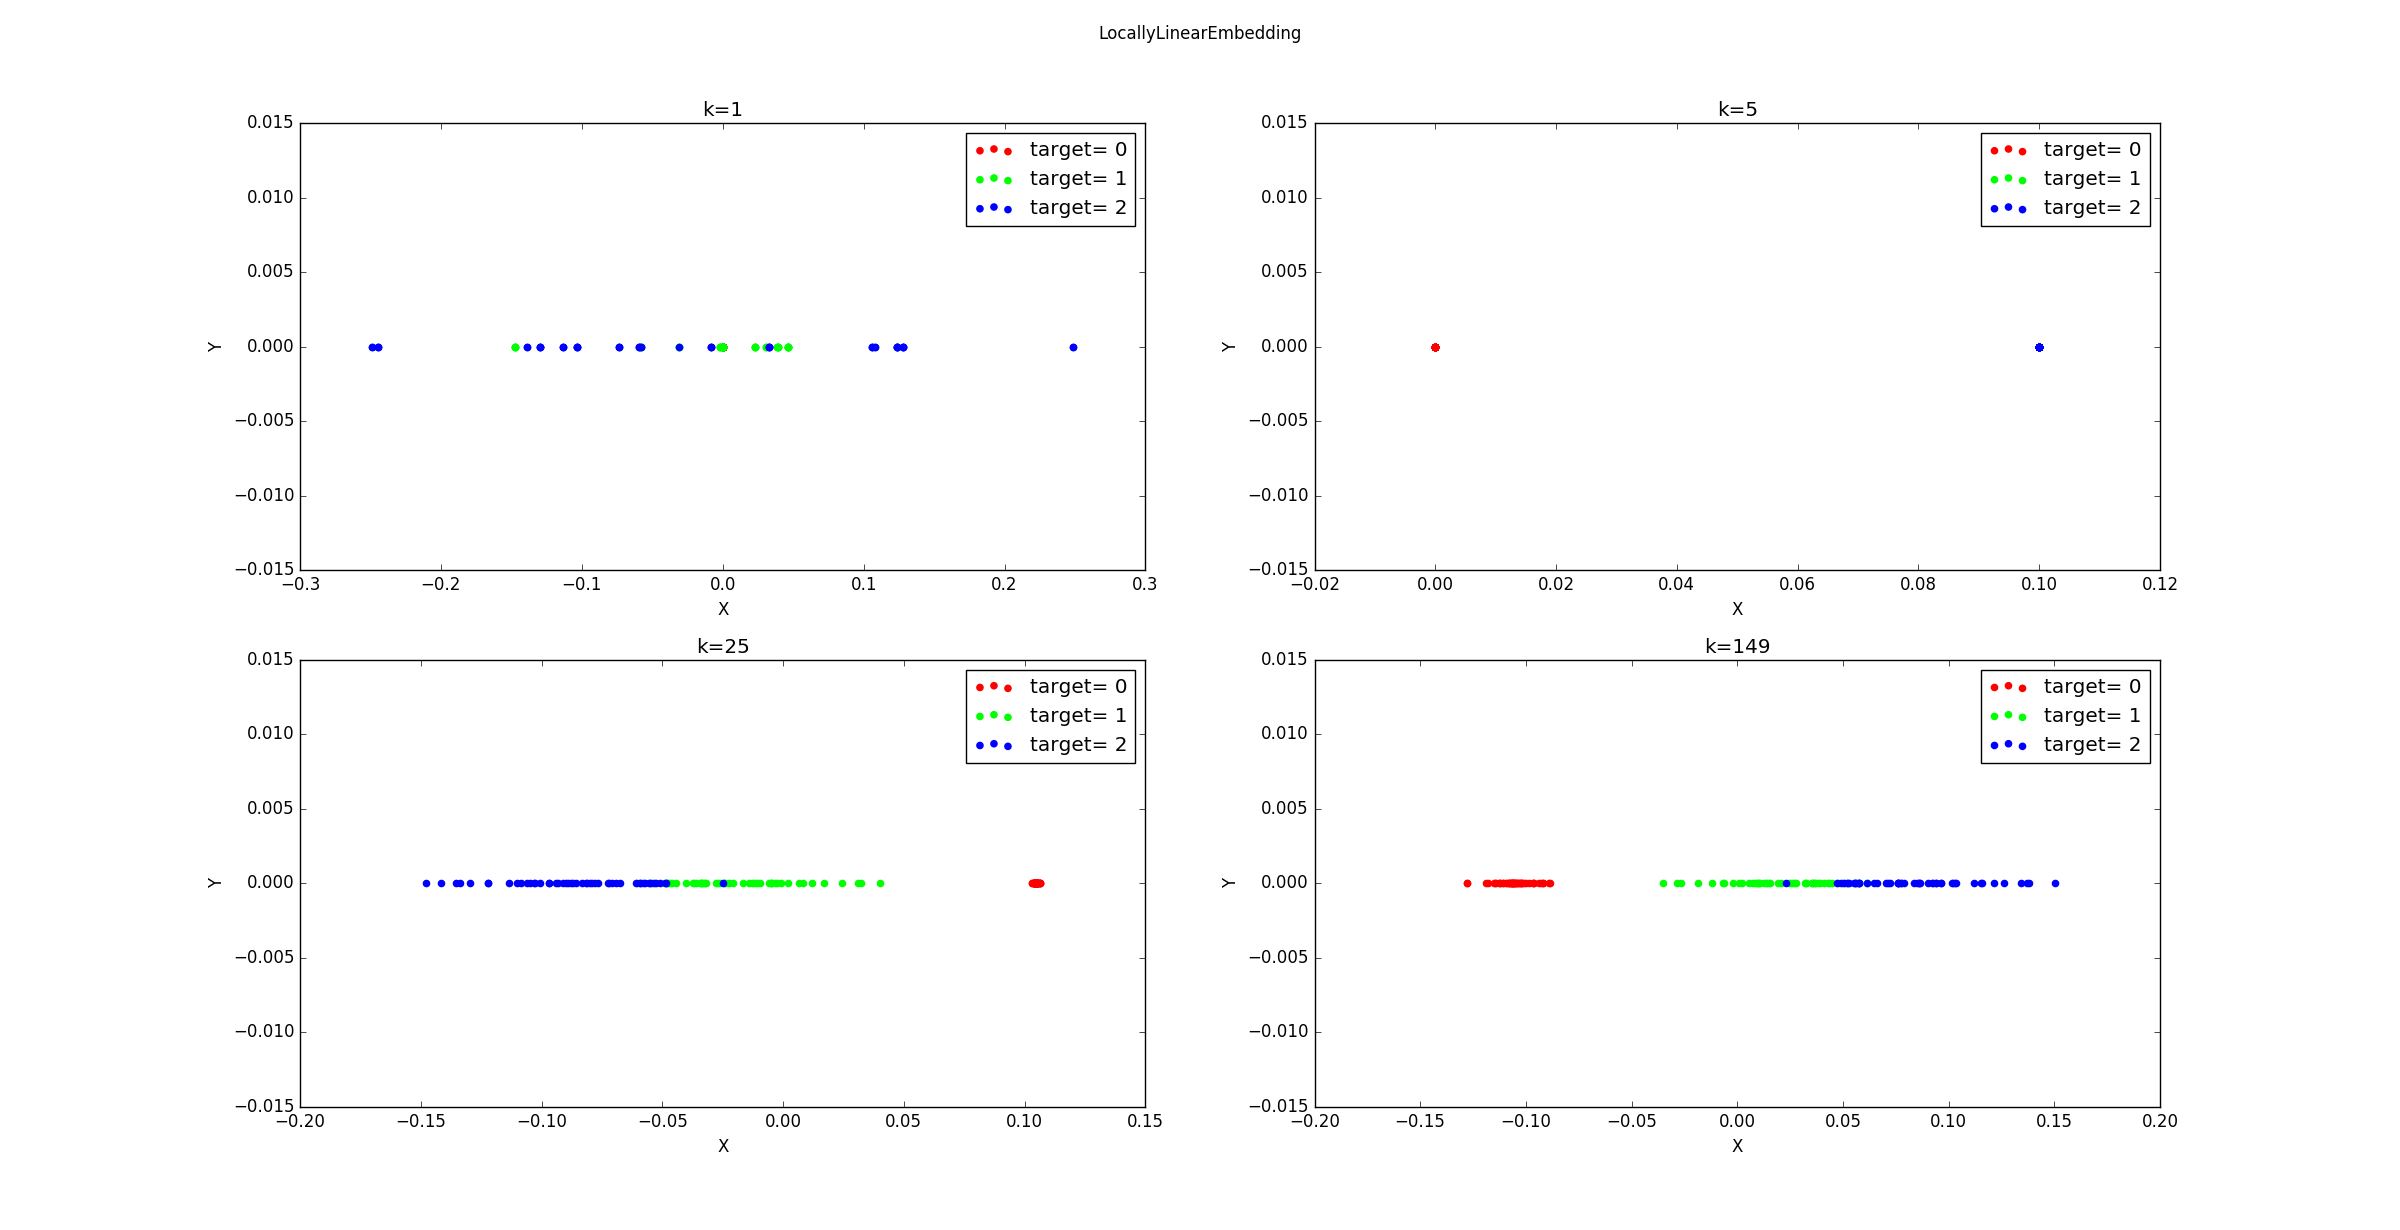 LocallyLinearEmbedding
k=1
0.015
0.010
0.005
0.000
−0.005
−0.010
−0.015
Y
−0.3 −0.2 −0.1 0.0 0.1 0.2 0.3
X
target= 0
target= 1
target= 2
k=5
0.015
0.010
0.005
0.000
−0.005
−0.010
−0.015
Y
−0.02 0.00 0.02 0.04 0.06 0.08 0.10 0.12
X
target= 0
target= 1
target= 2
k=25
0.015
0.010
0.005
0.000
−0.005
−0.010
−0.015
Y
−0.20 −0.15 −0.10 −0.05 0.00 0.05 0.10 0.15
X
target= 0
target= 1
target= 2
k=149
0.015
0.010
0.005
0.000
−0.005
−0.010
−0.015
Y
−0.20 −0.15 −0.10 −0.05 0.00 0.05 0.10 0.15 0.20
X
target= 0
target= 1
target= 2